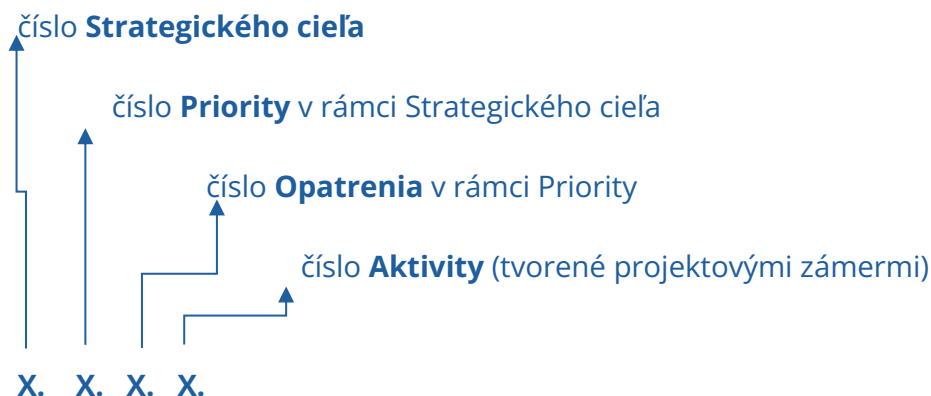 číslo Strategického cieľa
číslo Priority v rámci Strategického cieľa
číslo Opatrenia v rámci Priority
číslo Aktivity (tvorené projektovými zámermi)
X. X. X. X.